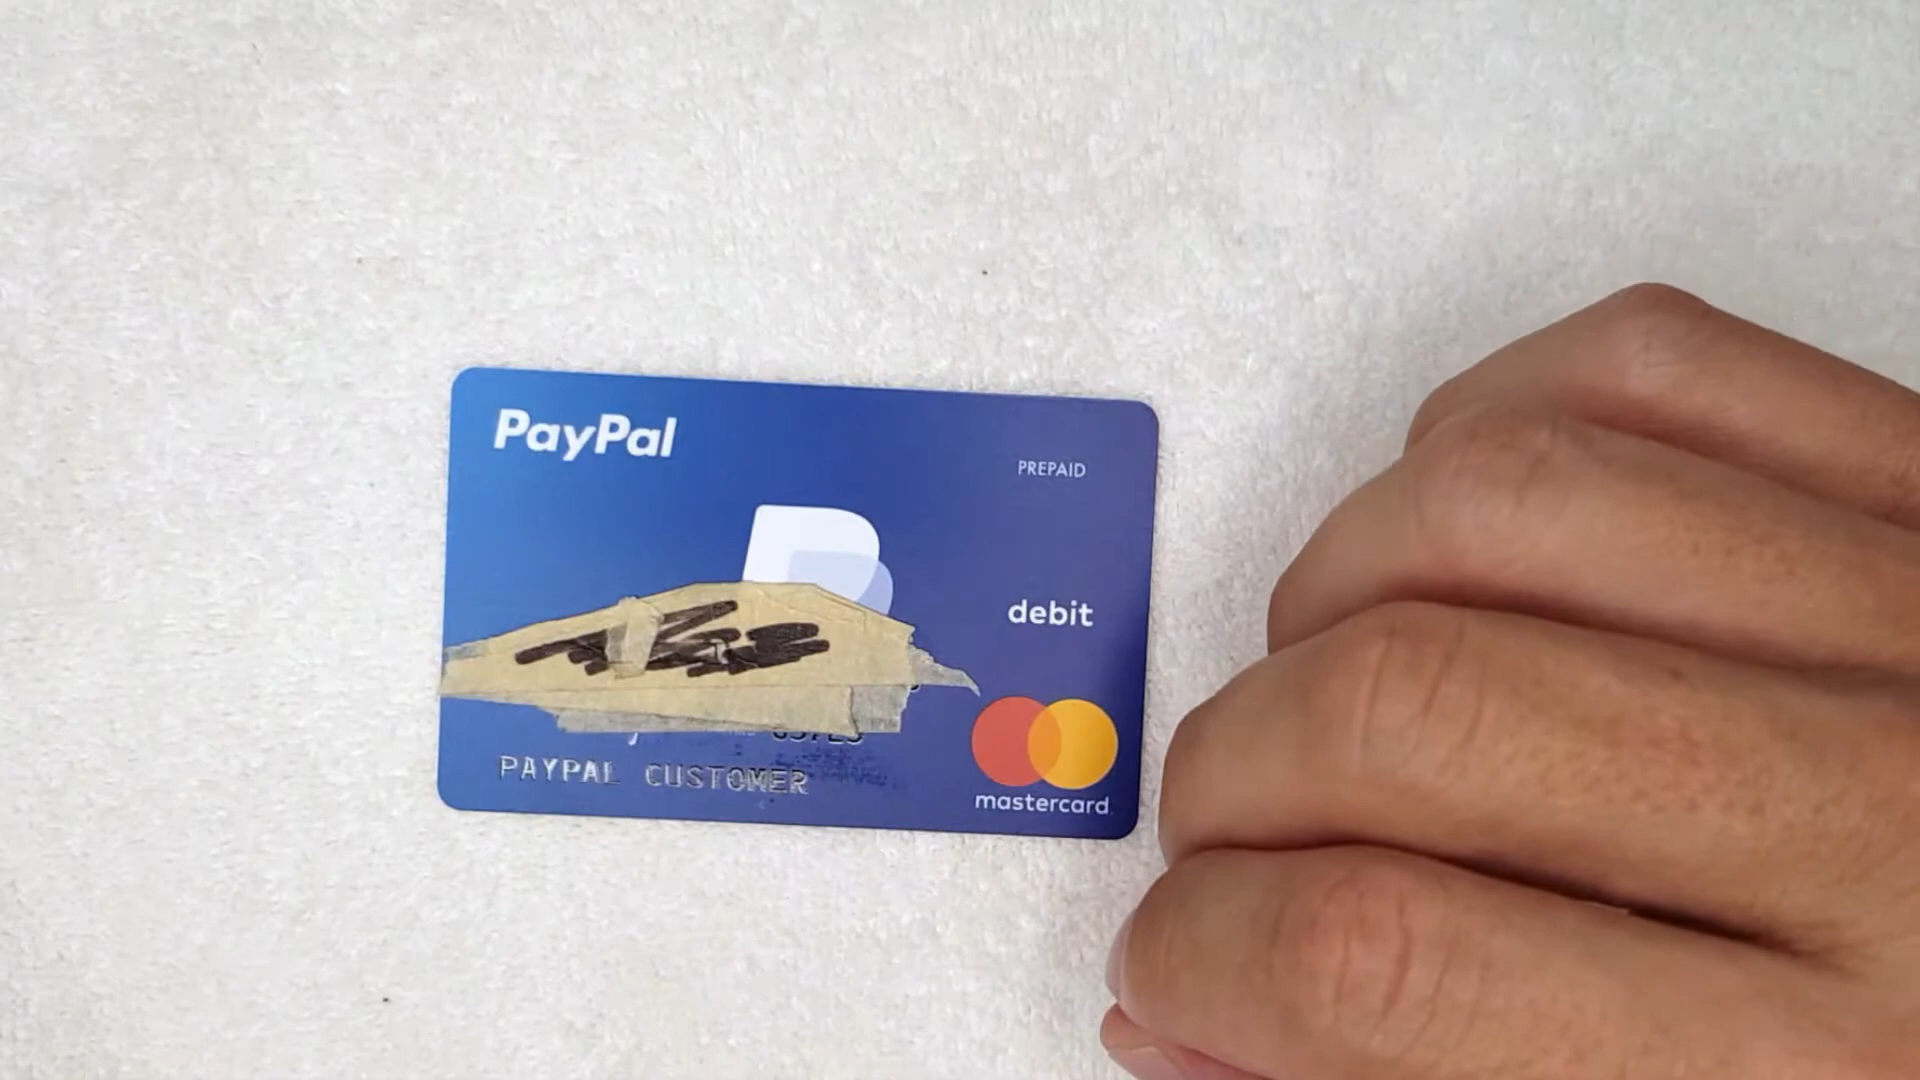 PayPal
PREPAID
debit
PAYPAL CUSTOMER
mastercard